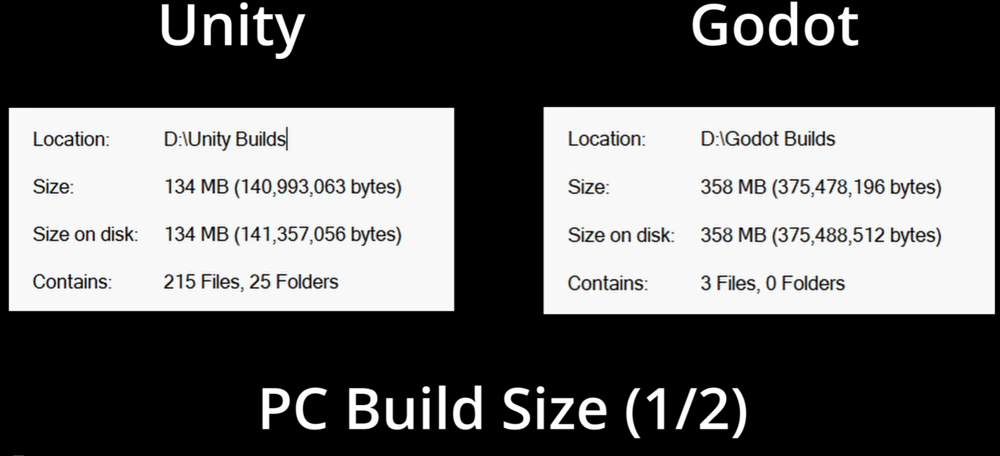 Unity
Godot
Location: D:\Unity Builds
Size: 134 MB (140,993,063 bytes)
Size on disk: 134 MB (141,357,056 bytes)
Contains: 215 Files, 25 Folders
Location: D:\Godot Builds
Size: 358 MB (375,478,196 bytes)
Size on disk: 358 MB (375,488,512 bytes)
Contains: 3 Files, 0 Folders
PC Build Size (1/2)